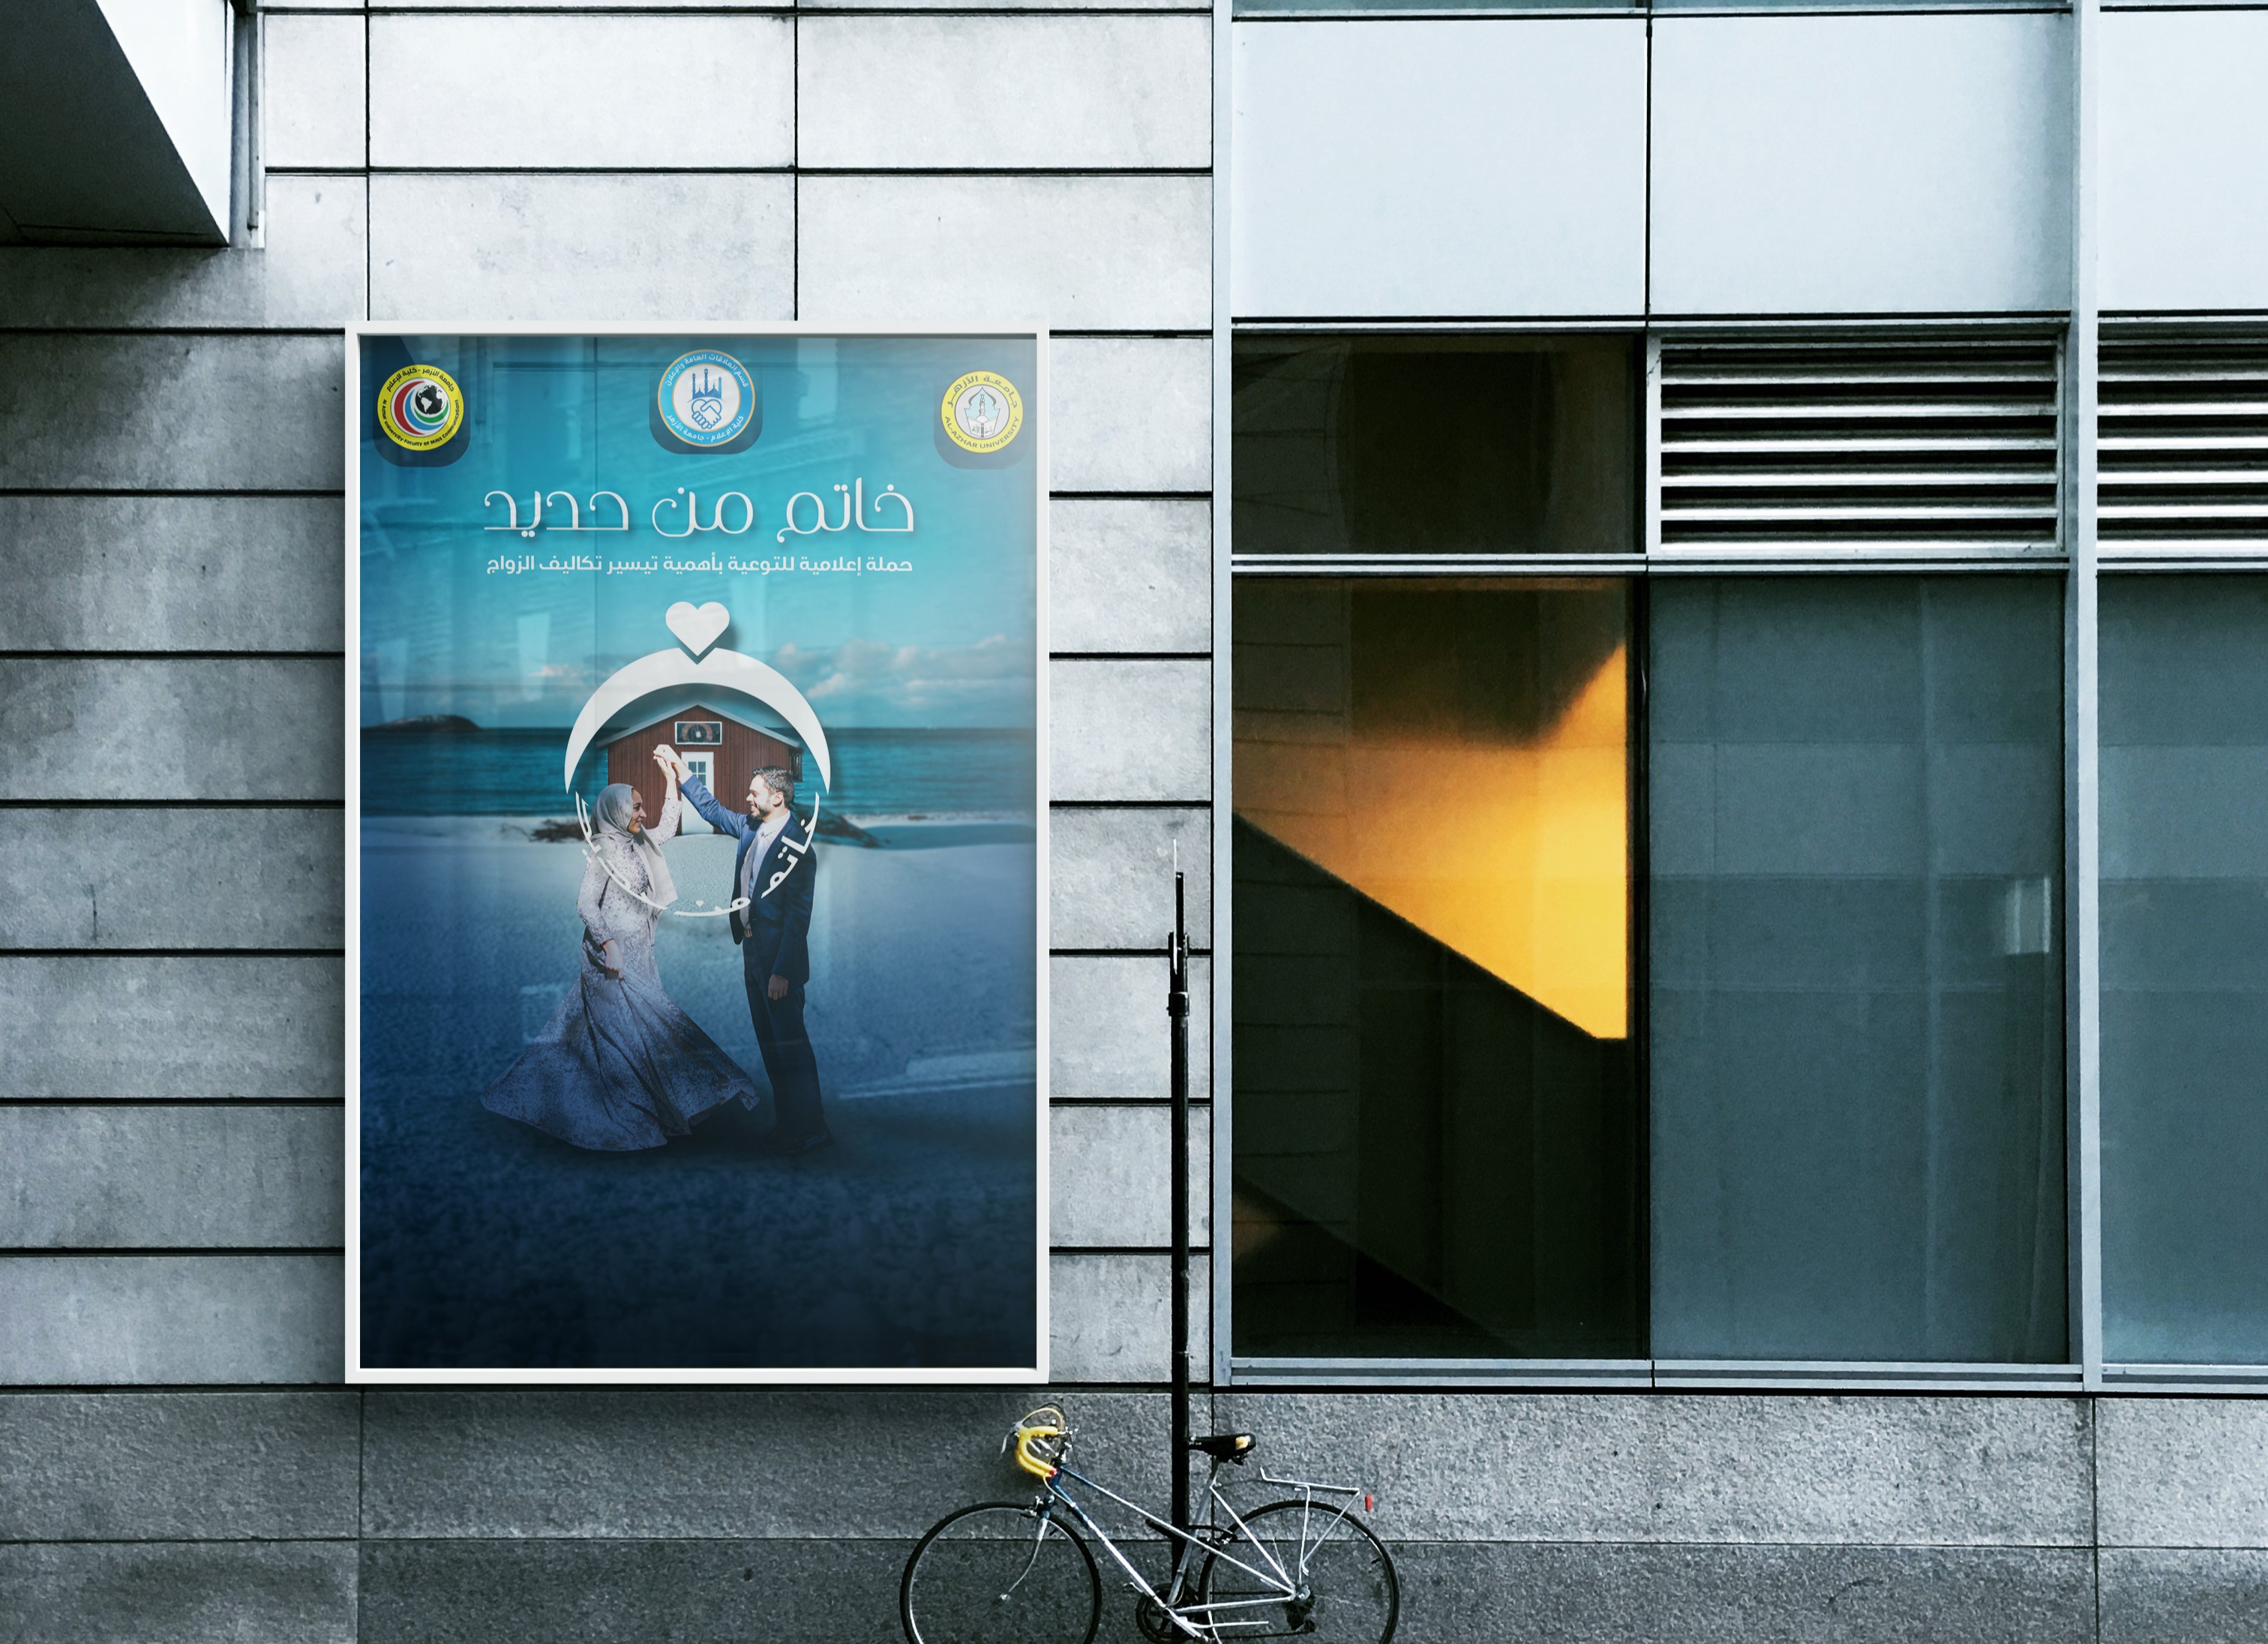 جامعة الأزهر
AL-AZHAR UNIVERSITY
قسم العلاقات العامة والإعلان
كلية الإعلام - جامعة الأزهر
جامعة الأزهر - كلية الإعلام
Al Azhar University Faculty of Mass Communication
خاتم من حديد
حملة إعلامية للتوعية بأهمية تيسير تكاليف الزواج
خاتم من